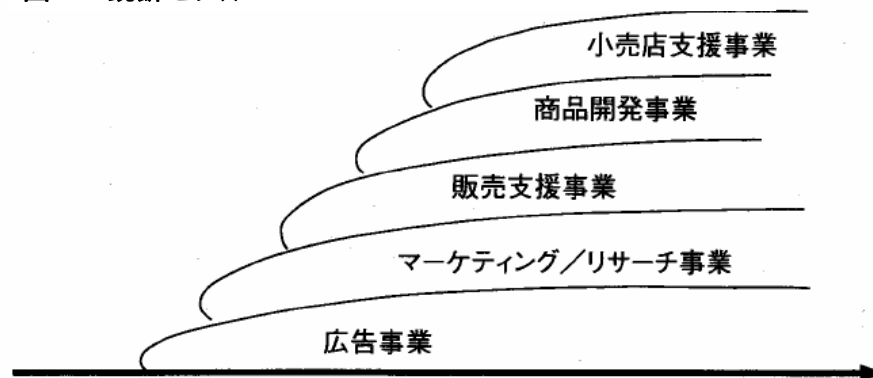 小売店支援事業
商品開発事業
販売支援事業
マーケティング／リサーチ事業
広告事業